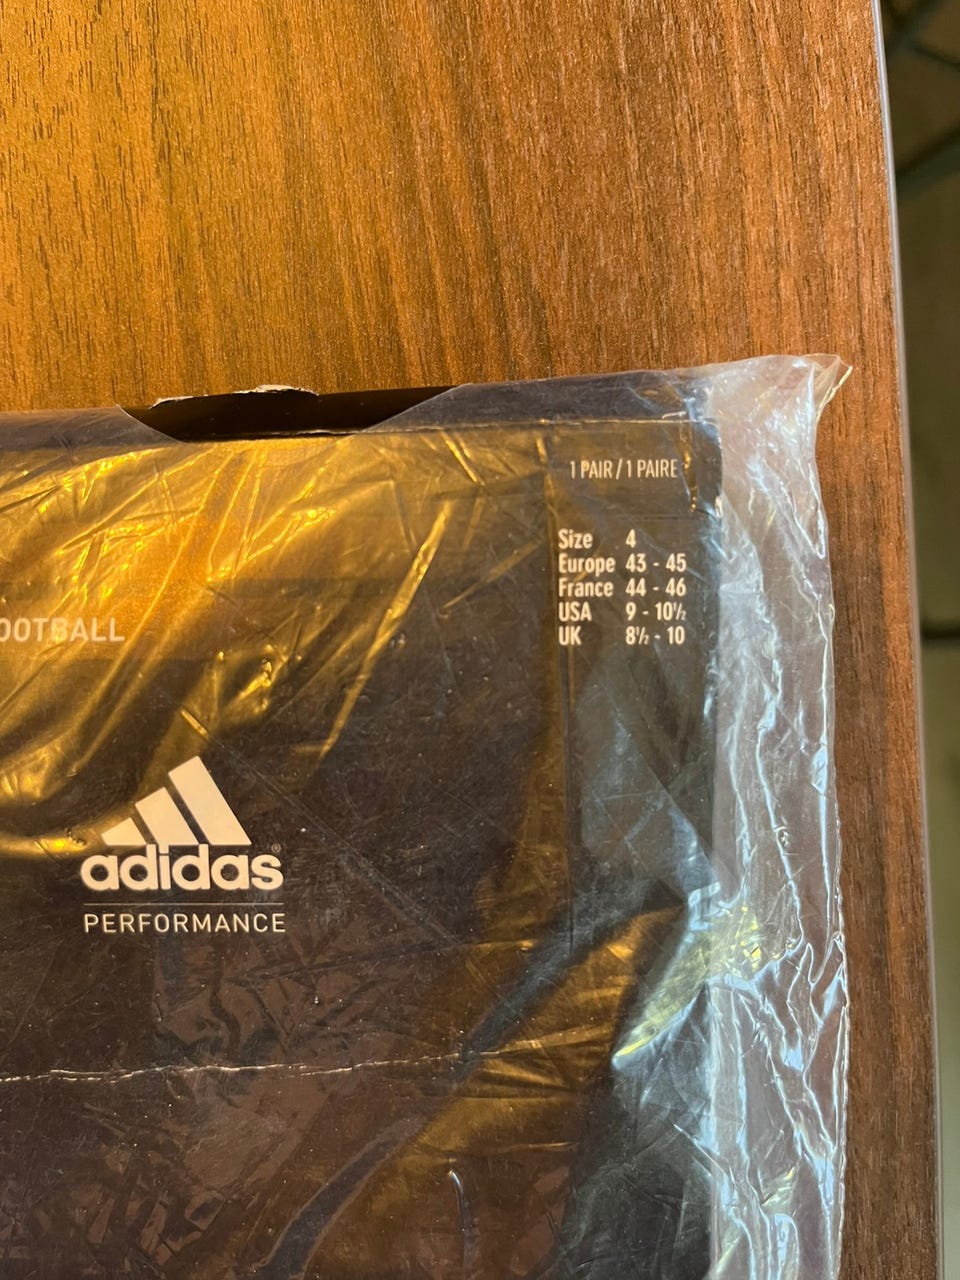 1 PAIR / 1 PAIRE
Size 4
Europe 43 - 45
France 44 - 46
USA 9 - 10½
UK 8½ - 10
OOTBALL
adidas®
PERFORMANCE